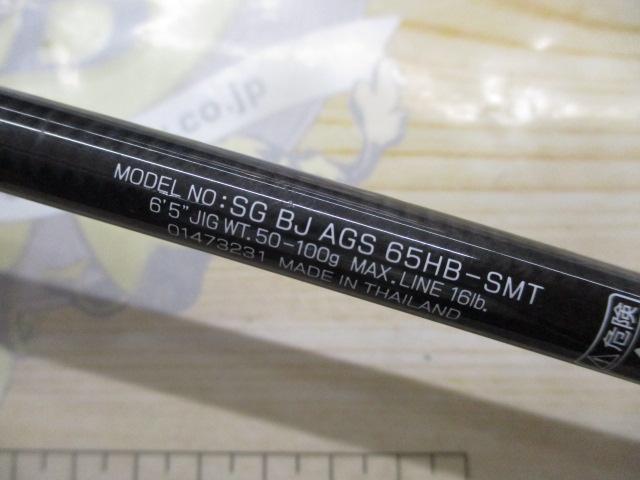 .co.jp
MODEL NO:SG BJ AGS 65HB-SMT
6'5" JIG WT. 50-100g MAX. LINE 16lb.
01473231 MADE IN THAILAND
⚠危険